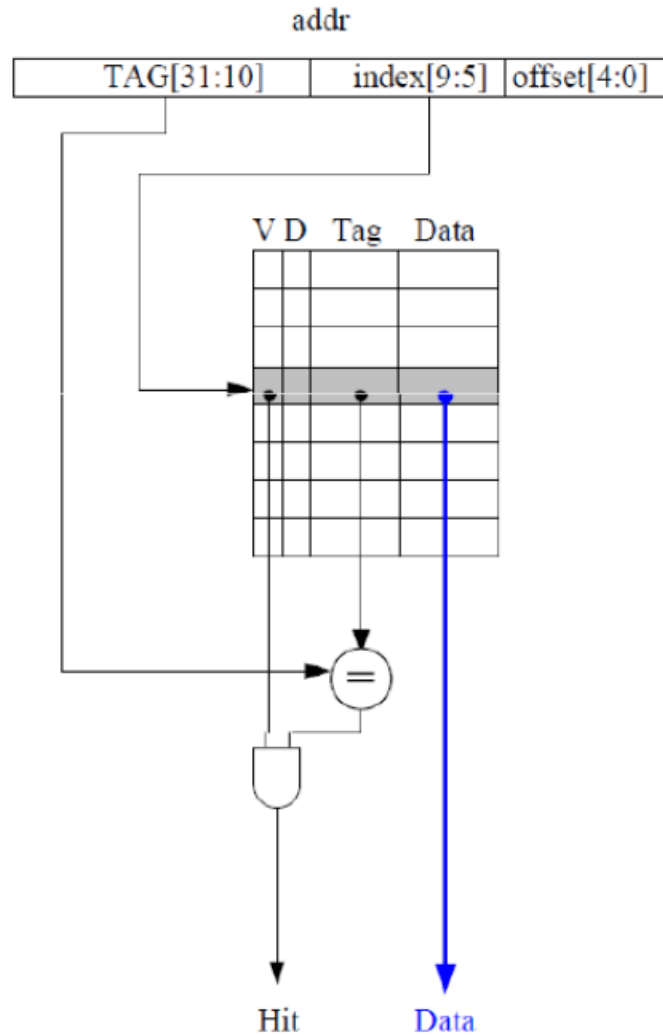 addr
TAG[31:10] index[9:5] offset[4:0]
V D Tag Data
=
Hit Data